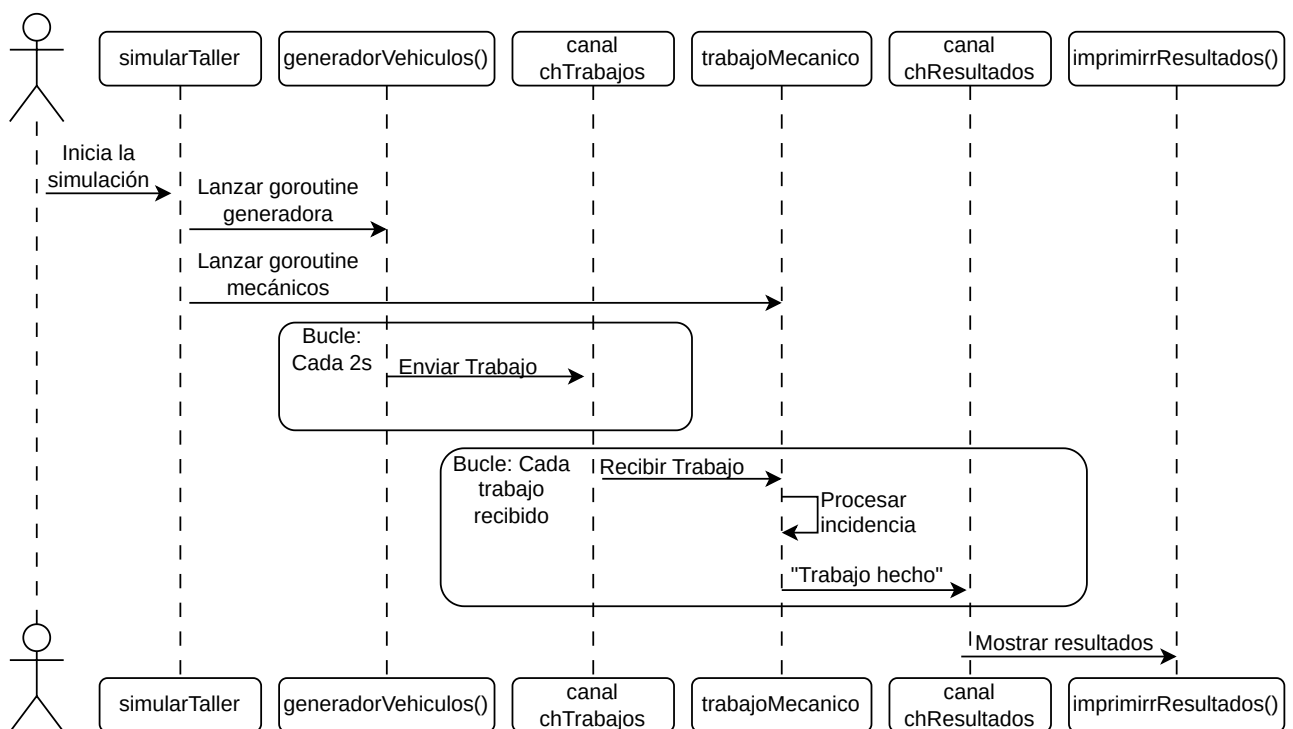 simularTaller
generadorVehiculos()
canal
chTrabajos
trabajoMecanico
canal
chResultados
imprimirrResultados()
Inicia la
simulación
Lanzar goroutine
generadora
Lanzar goroutine
mecánicos
Bucle:
Cada 2s
Enviar Trabajo
Bucle: Cada
trabajo
recibido
Recibir Trabajo
Procesar
incidencia
"Trabajo hecho"
Mostrar resultados
simularTaller
generadorVehiculos()
canal
chTrabajos
trabajoMecanico
canal
chResultados
imprimirrResultados()